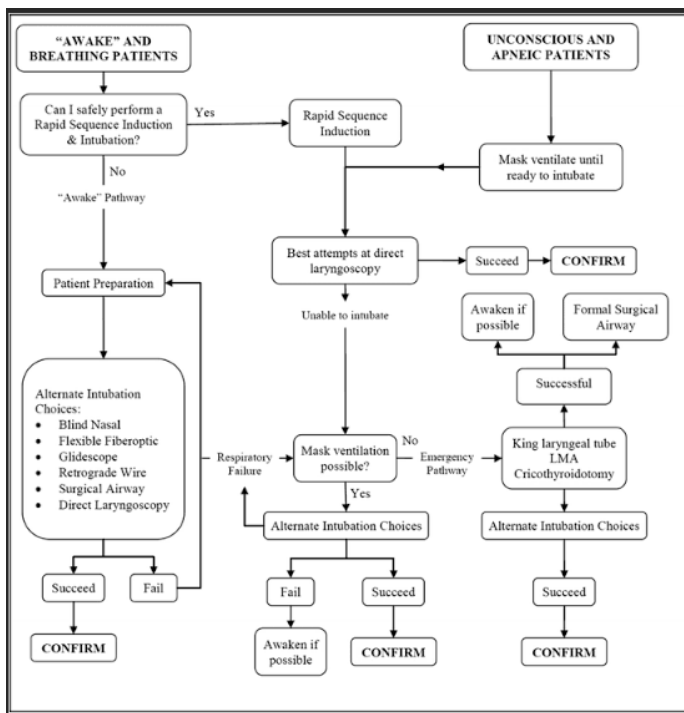 “AWAKE” AND
BREATHING PATIENTS
UNCONSCIOUS AND
APNEIC PATIENTS
Can I safely perform a
Rapid Sequence Induction
& Intubation?
Yes
Rapid Sequence
Induction
Mask ventilate until
ready to intubate
No
“Awake” Pathway
Best attempts at direct
laryngoscopy
Succeed
CONFIRM
Patient Preparation
Unable to intubate
Awaken if
possible
Formal Surgical
Airway
Successful
Alternate Intubation
Choices:
• Blind Nasal
• Flexible Fiberoptic
• Glidescope
• Retrograde Wire
• Surgical Airway
• Direct Laryngoscopy
Respiratory
Failure
Mask ventilation
possible?
No
Emergency
Pathway
King laryngeal tube
LMA
Cricothyroidotomy
Yes
Alternate Intubation Choices
Alternate Intubation Choices
Succeed
Fail
Fail
Succeed
Succeed
CONFIRM
Awaken if
possible
CONFIRM
CONFIRM